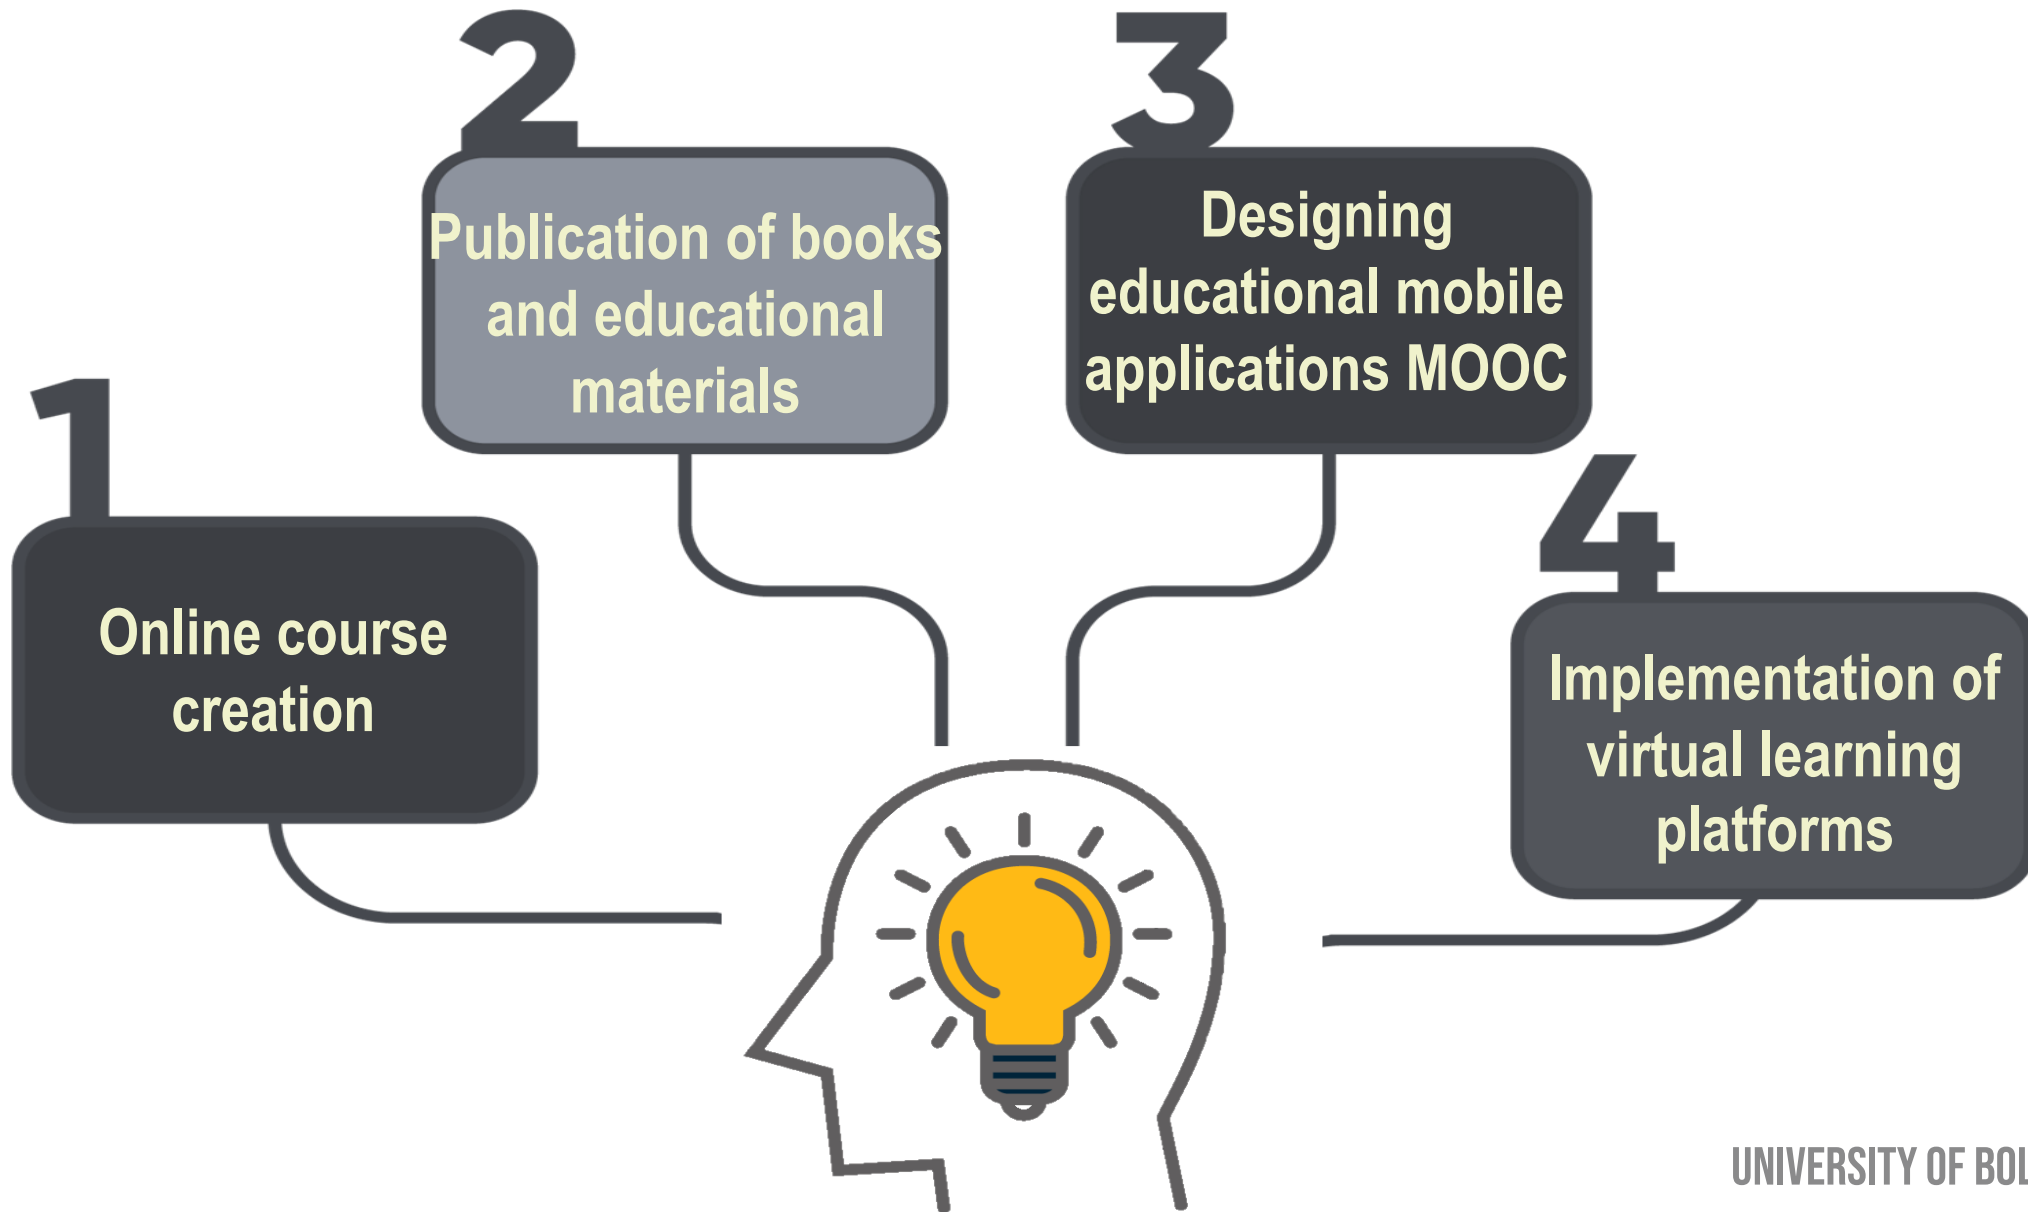 1
Online course
creation
2
Publication of books
and educational
materials
3
Designing
educational mobile
applications MOOC
4
Implementation of
virtual learning
platforms
UNIVERSITY OF BOL